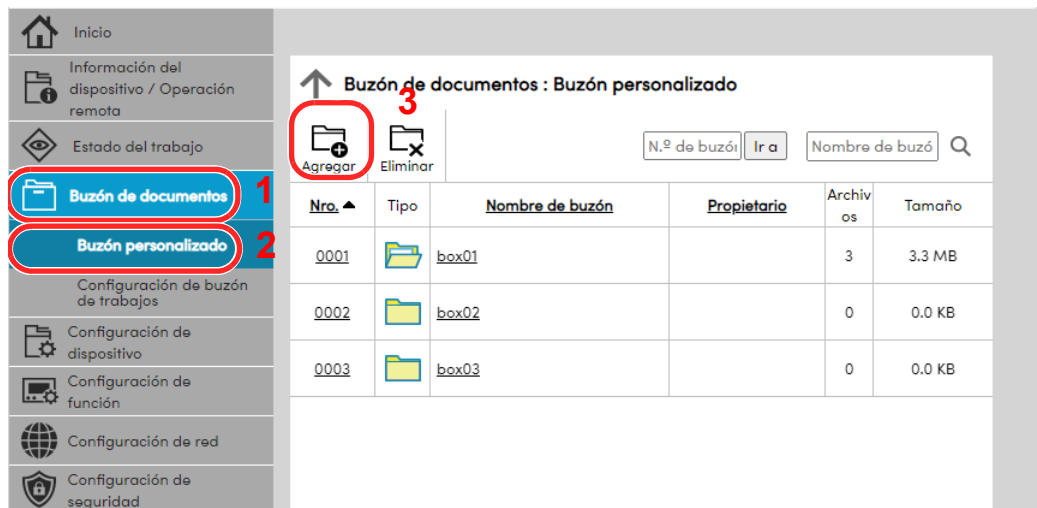 Inicio
Información del
dispositivo / Operación
remota
Estado del trabajo
Buzón de documentos
1
Buzón personalizado
2
Configuración de buzón
de trabajos
Configuración de
dispositivo
Configuración de
función
Configuración de red
Configuración de
seguridad
Buzón de documentos : Buzón personalizado
3
Agregar
Eliminar
N.º de buzó
Ir a
Nombre de buzó
Nro. Tipo Nombre de buzón Propietario Archiv
os Tamaño
0001 box01 3 3.3 MB
0002 box02 0 0.0 KB
0003 box03 0 0.0 KB